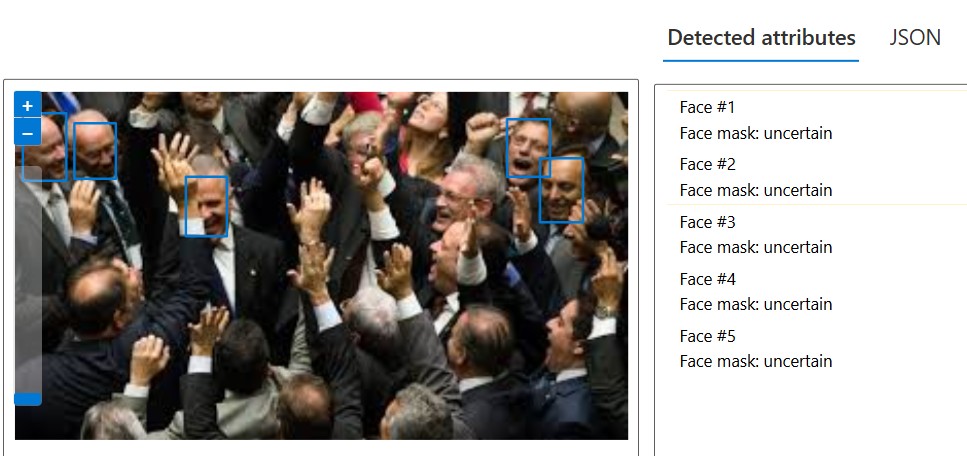 Detected attributes JSON
+
−
Face #1
Face mask: uncertain
Face #2
Face mask: uncertain
Face #3
Face mask: uncertain
Face #4
Face mask: uncertain
Face #5
Face mask: uncertain